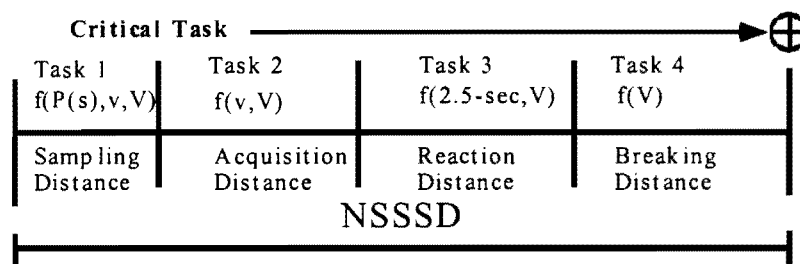 Critical Task
Task 1 Task 2 Task 3 Task 4
f(P(s),v,V) f(v,V) f(2.5-sec,V) f(V)
Sampling Acquisition Reaction Breaking
Distance Distance Distance Distance
NSSSD